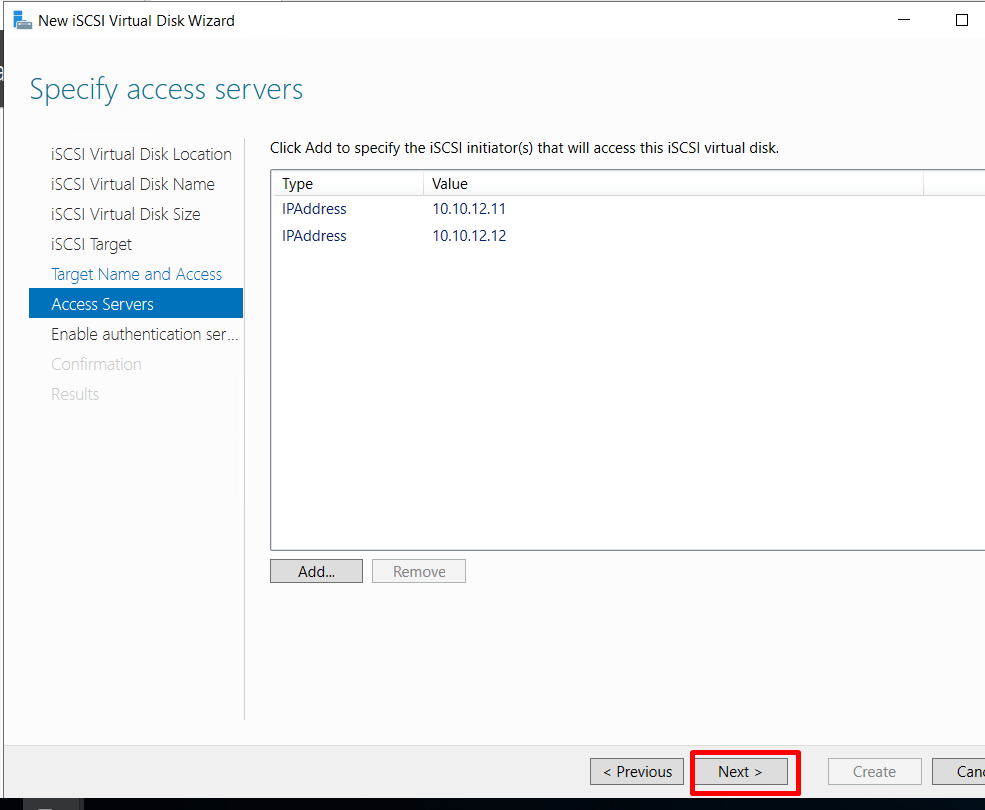 New iSCSI Virtual Disk Wizard
Specify access servers
iSCSI Virtual Disk Location
iSCSI Virtual Disk Name
iSCSI Virtual Disk Size
iSCSI Target
Target Name and Access
Access Servers
Enable authentication ser...
Confirmation
Results
Click Add to specify the iSCSI initiator(s) that will access this iSCSI virtual disk.
Type Value
IPAddress 10.10.12.11
IPAddress 10.10.12.12
Add... Remove
< Previous Next > Create Canc